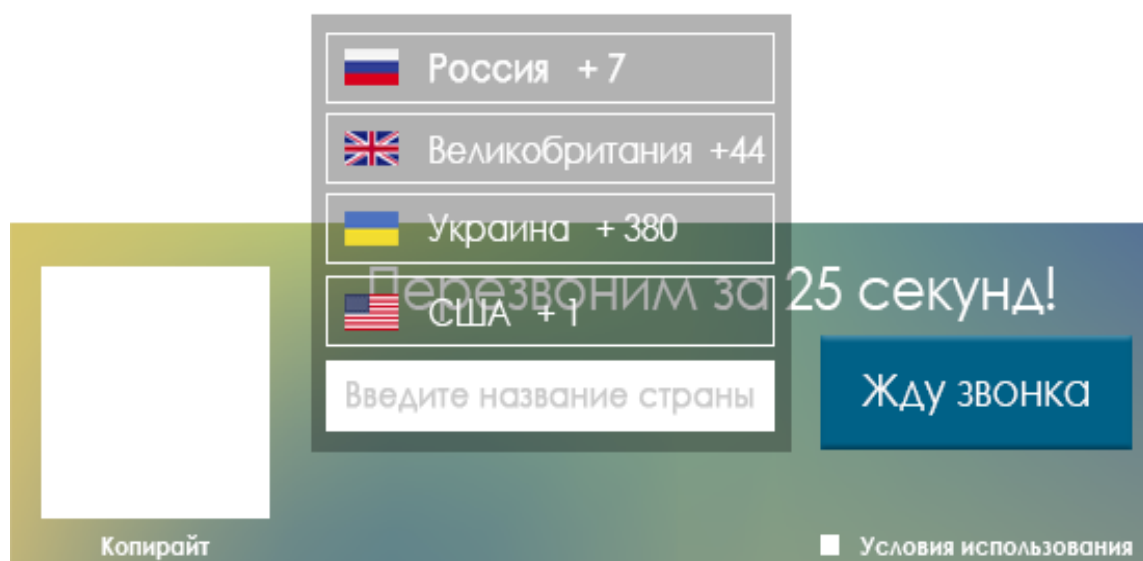 Россия + 7
Великобритания +44
Украина + 380
Перезвоним за 25 секунд!
США + 1
Введите название страны
Жду звонка
Копирайт
Условия использования